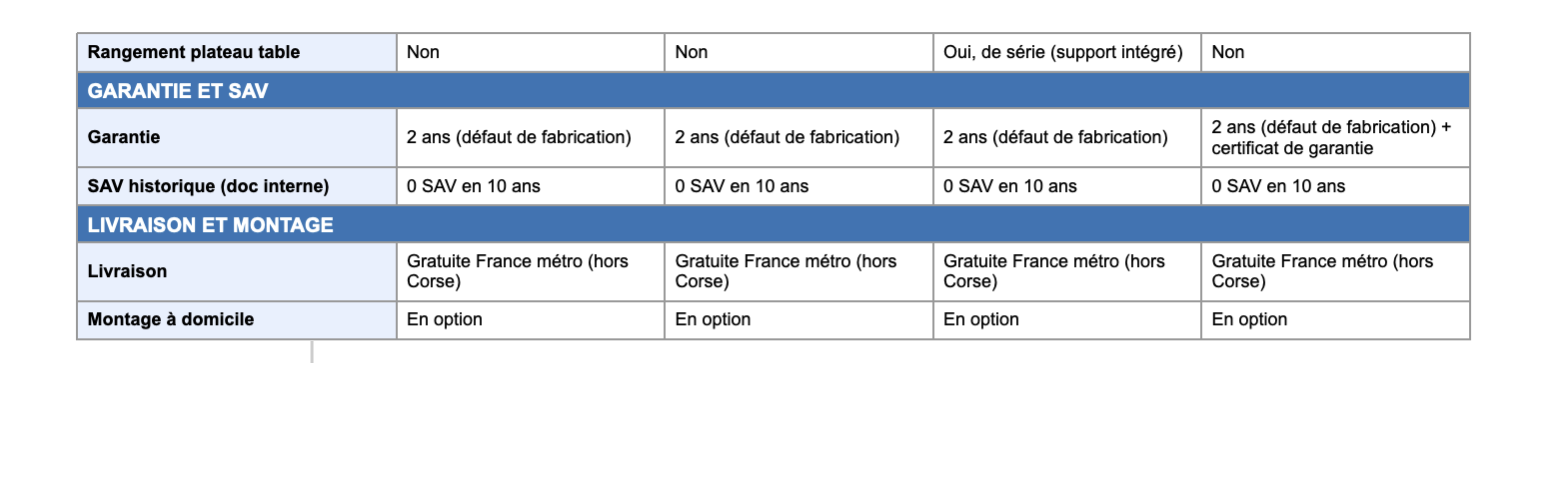 Rangement plateau table Non Non Oui, de série (support intégré) Non
GARANTIE ET SAV
Garantie 2 ans (défaut de fabrication) 2 ans (défaut de fabrication) 2 ans (défaut de fabrication) 2 ans (défaut de fabrication) +
certificat de garantie
SAV historique (doc interne) 0 SAV en 10 ans 0 SAV en 10 ans 0 SAV en 10 ans 0 SAV en 10 ans
LIVRAISON ET MONTAGE
Livraison Gratuite France métro (hors Gratuite France métro (hors Gratuite France métro (hors Gratuite France métro (hors
Corse) Corse) Corse) Corse)
Montage à domicile En option En option En option En option